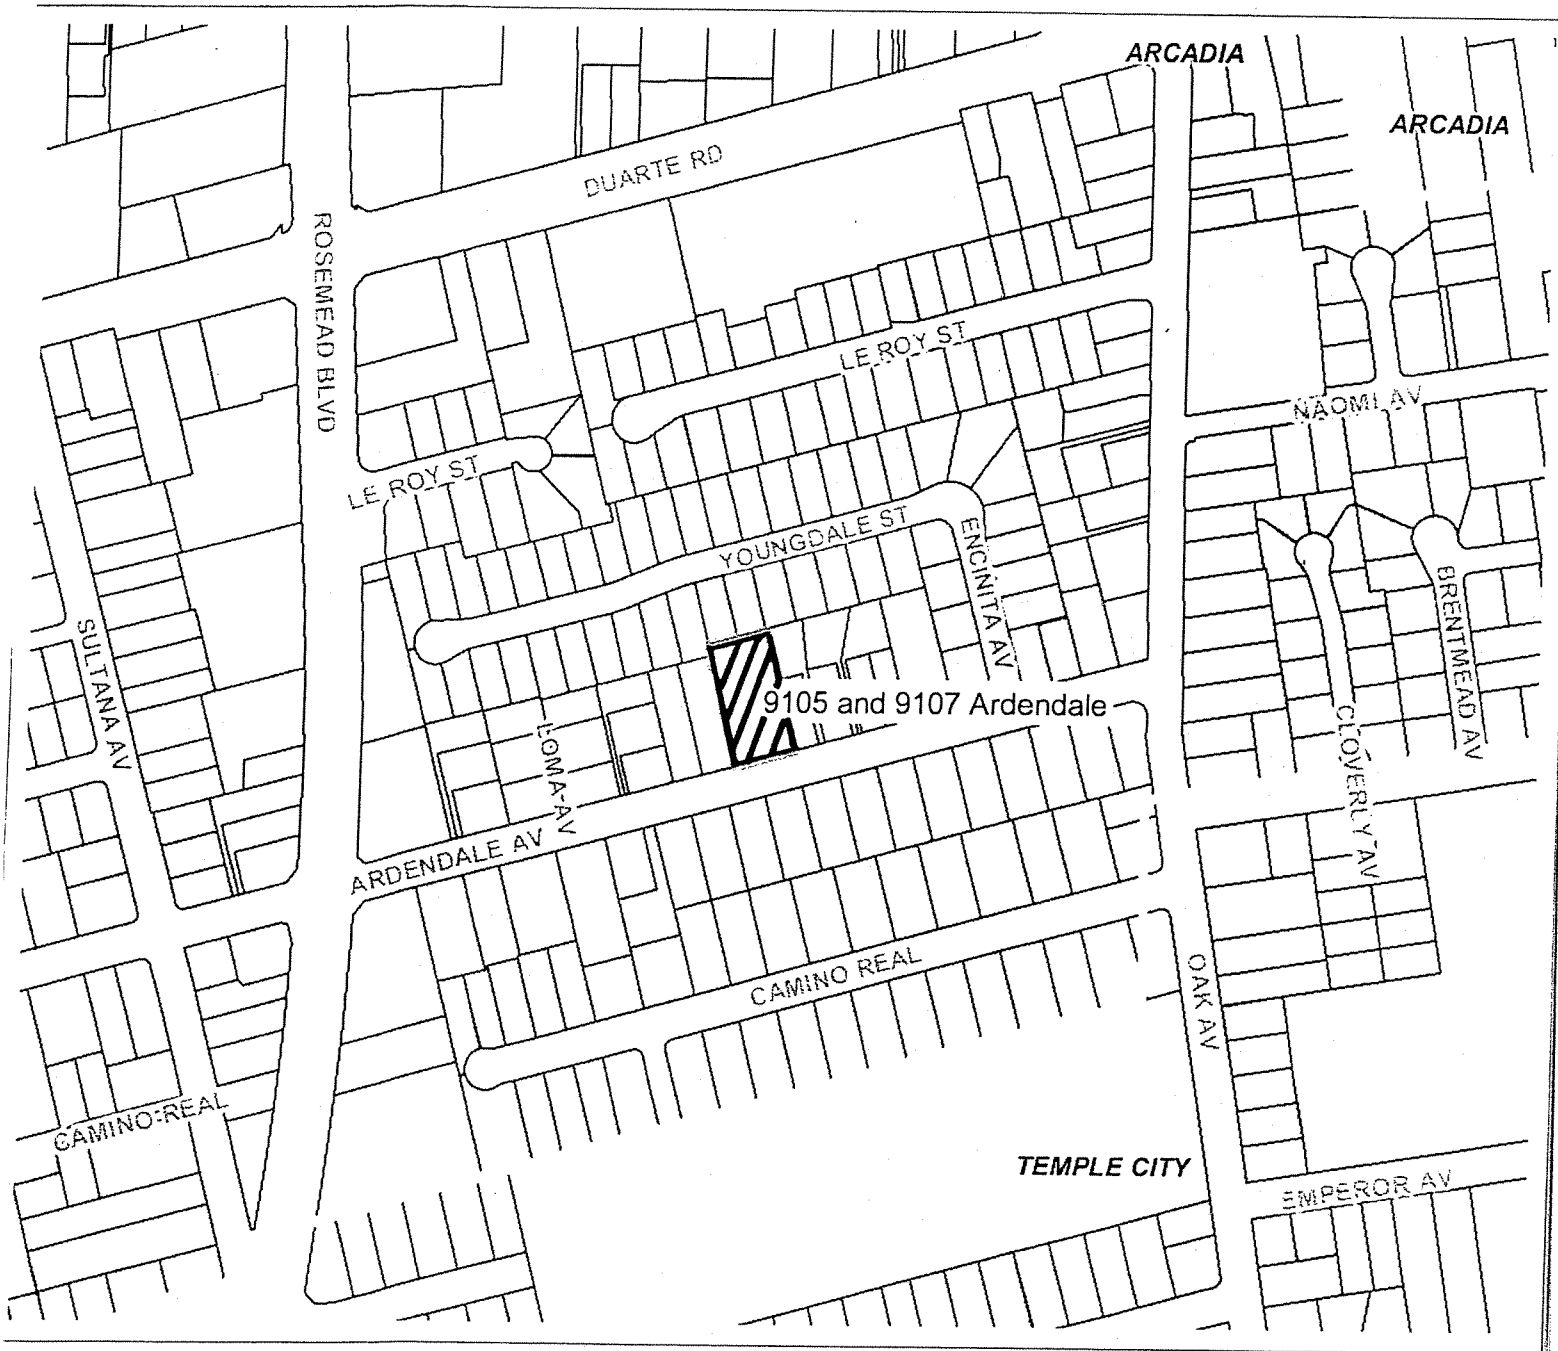 ARCADIA
ARCADIA
DUARTE RD
ROSEMEAD BLVD
LE ROY ST
NAOMI AV
LE ROY ST
YOUNGDALE ST
ENCINITA AV
BRENTMEAD AV
SULTANA AV
9105 and 9107 Ardendale
LOMA AV
CLOVERLY AV
ARDENDALE AV
CAMINO REAL
OAK AV
CAMINO REAL
TEMPLE CITY
EMPEROR AV